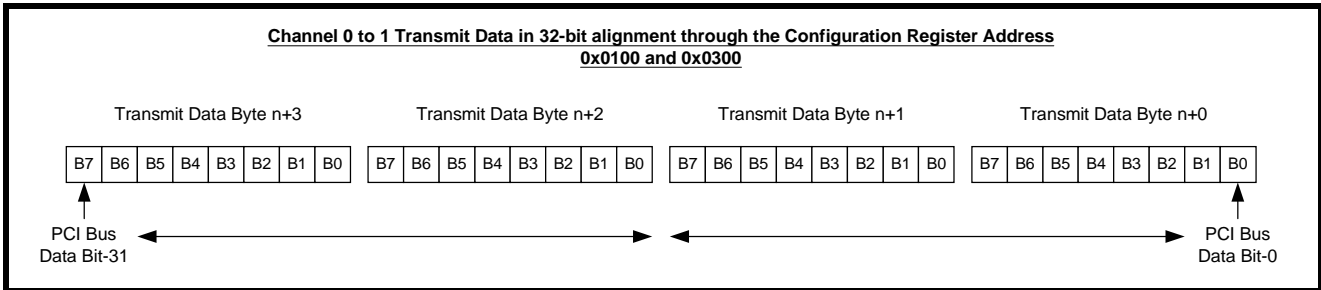 Channel 0 to 1 Transmit Data in 32-bit alignment through the Configuration Register Address
0x0100 and 0x0300
Transmit Data Byte n+3
Transmit Data Byte n+2
Transmit Data Byte n+1
Transmit Data Byte n+0
B7 B6 B5 B4 B3 B2 B1 B0
B7 B6 B5 B4 B3 B2 B1 B0
B7 B6 B5 B4 B3 B2 B1 B0
B7 B6 B5 B4 B3 B2 B1 B0
PCI Bus
Data Bit-31
PCI Bus
Data Bit-0